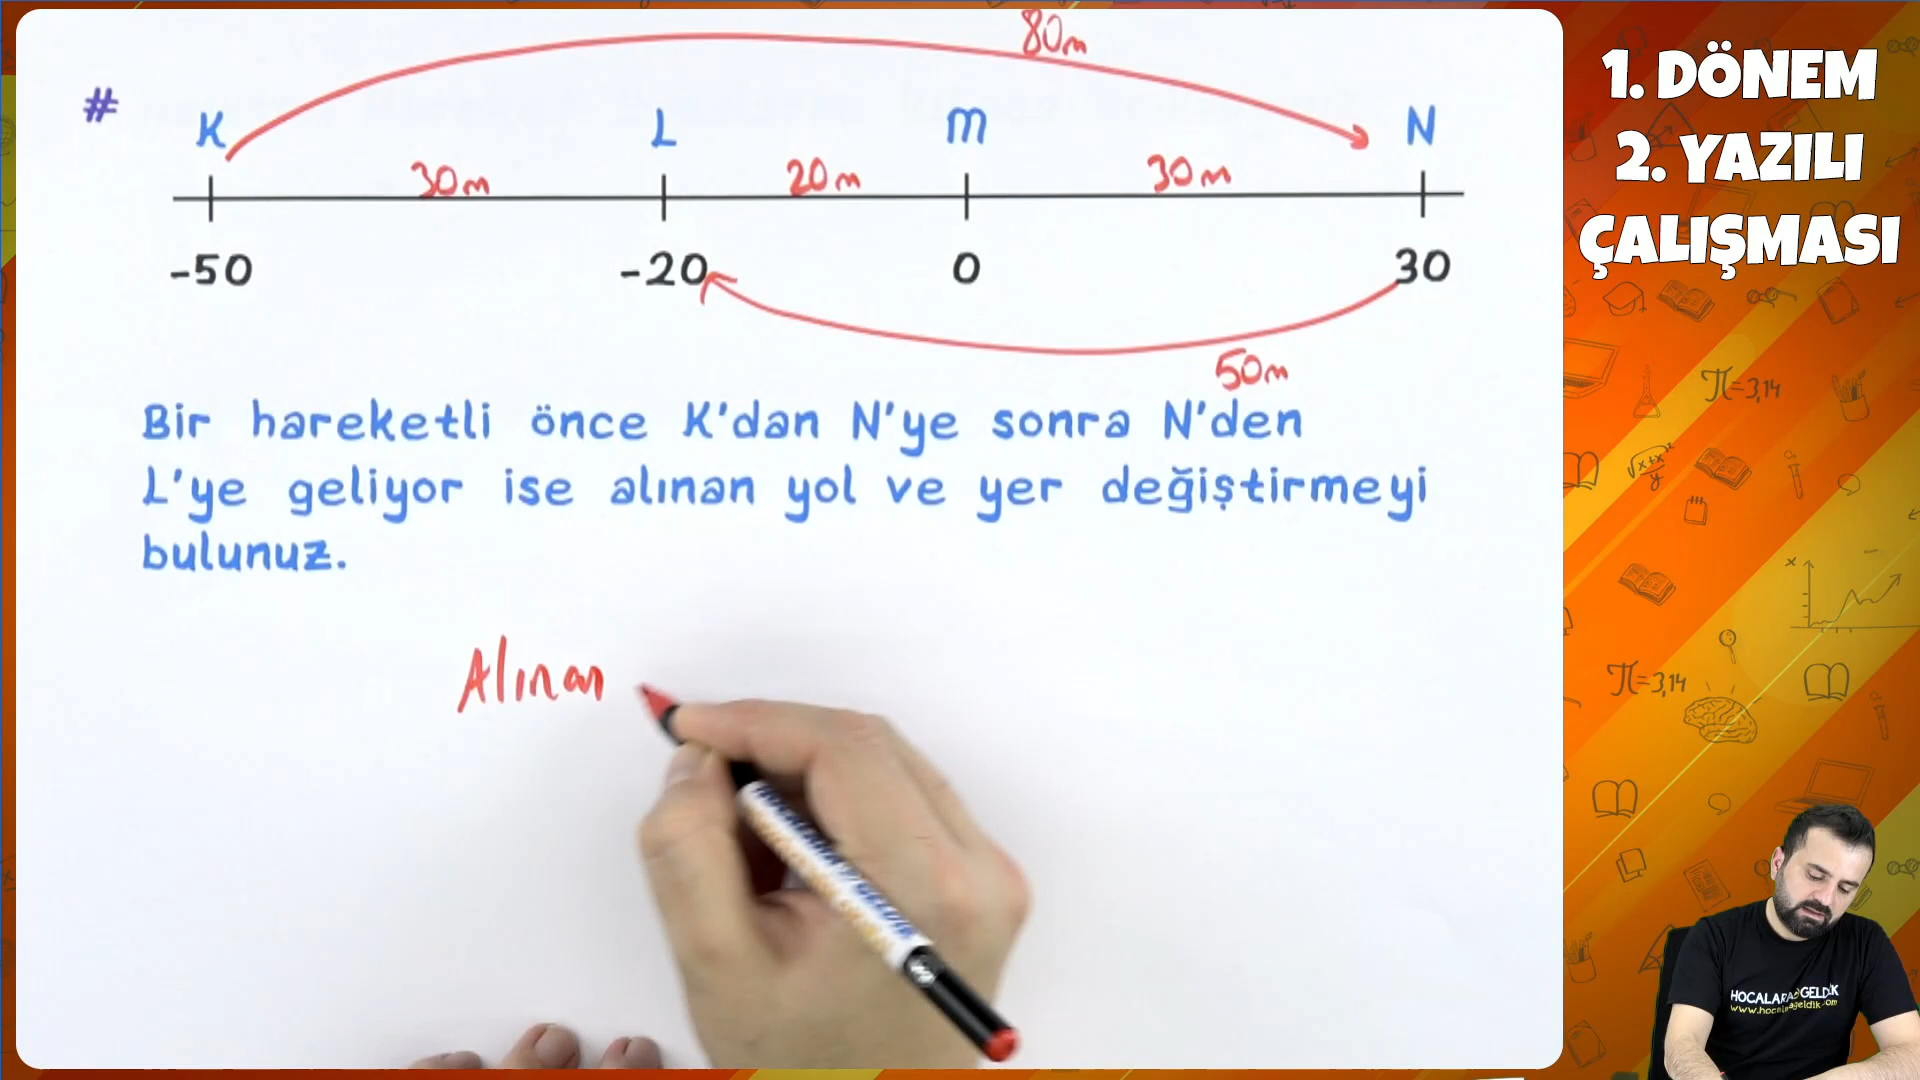 80m
#
K L M N
30m 20m 30m
-50 -20 0 30
50m
Bir hareketli önce K'dan N'ye sonra N'den
L'ye geliyor ise alınan yol ve yer değiştirmeyi
bulunuz.
Alınan
1. DÖNEM
2. YAZILI
ÇALIŞMASI
π=3,14
π=3,14